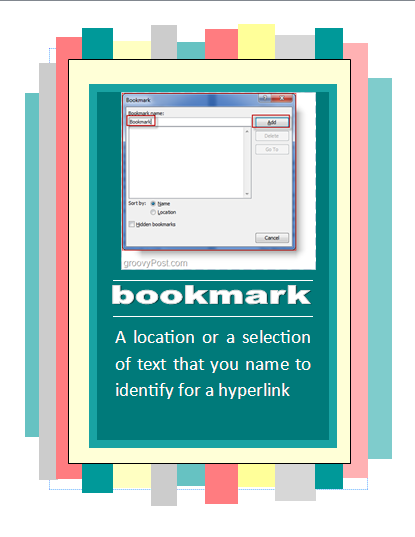 Bookmark
Bookmark name:
Bookmark
Add
Delete
Go To
Sort by: Name
Location
Hidden bookmarks
Cancel
groovyPost.com
bookmark
A location or a selection
of text that you name to
identify for a hyperlink